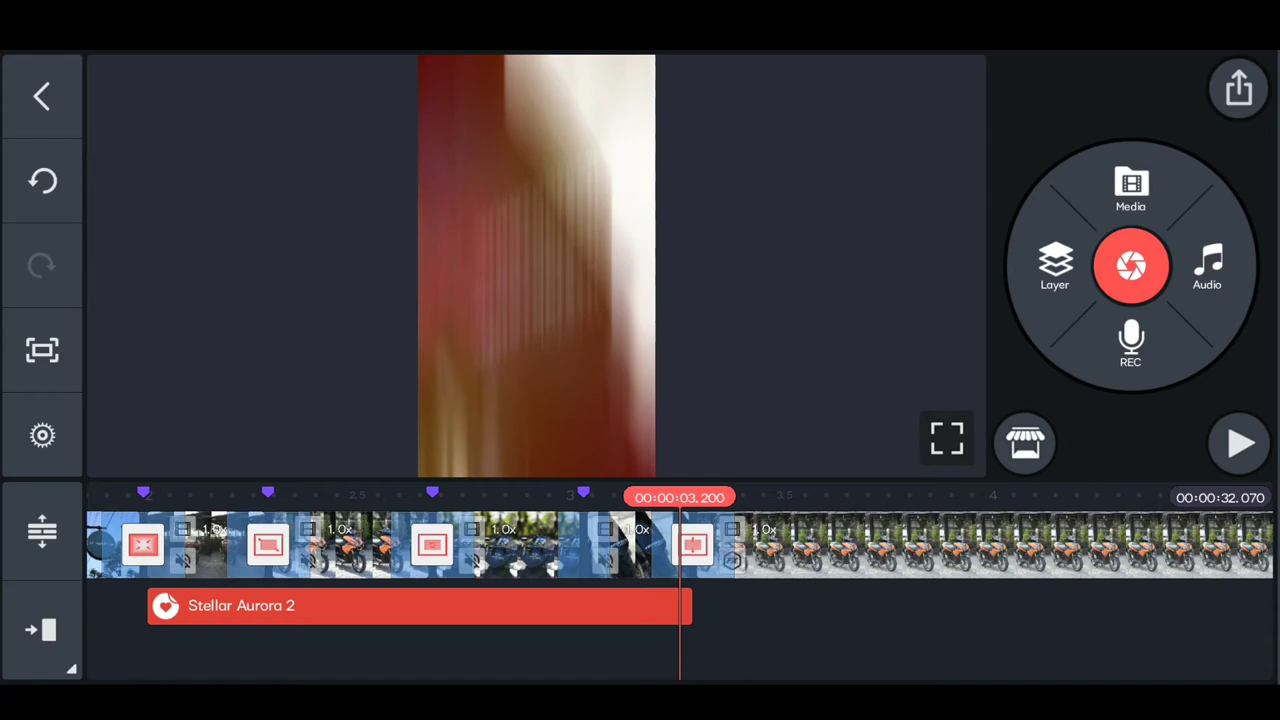 Media
Layer
Audio
REC
2
2.5
3
00:00:03.200
3.5
4
00:00:32.070
1.0x
1.0x
1.0x
1.0x
Stellar Aurora 2